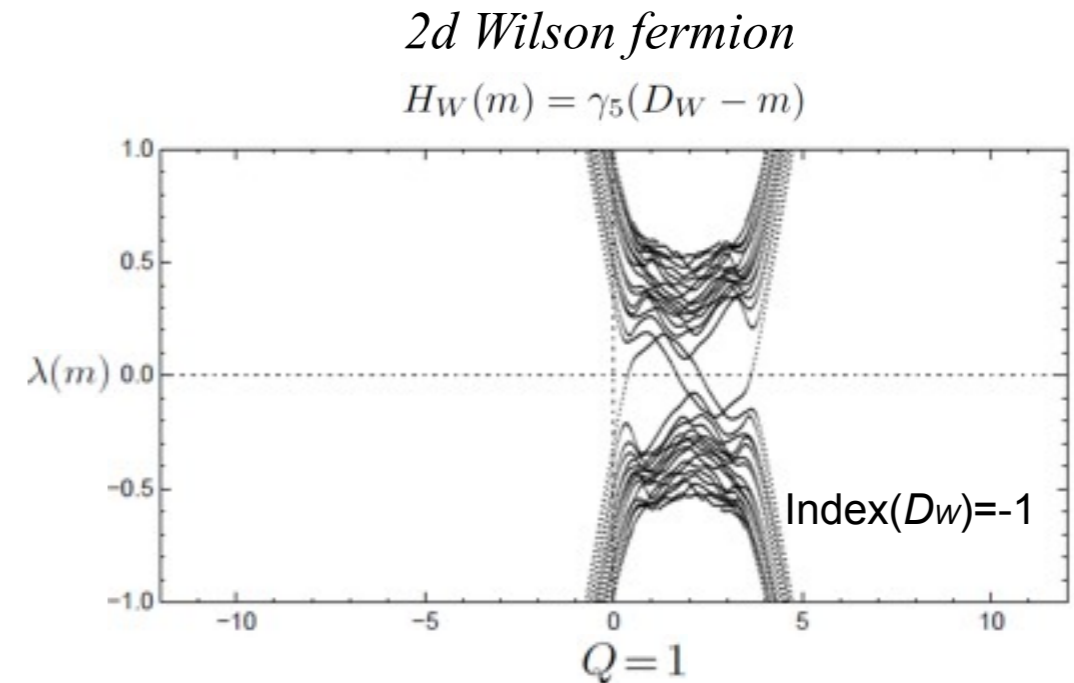 2d Wilson fermion
H_W(m) = γ_5(D_W − m)
1.0
0.5
λ(m) 0.0
−0.5
Index(D_W)=-1
−1.0
−10 −5 0 5 10
Q = 1